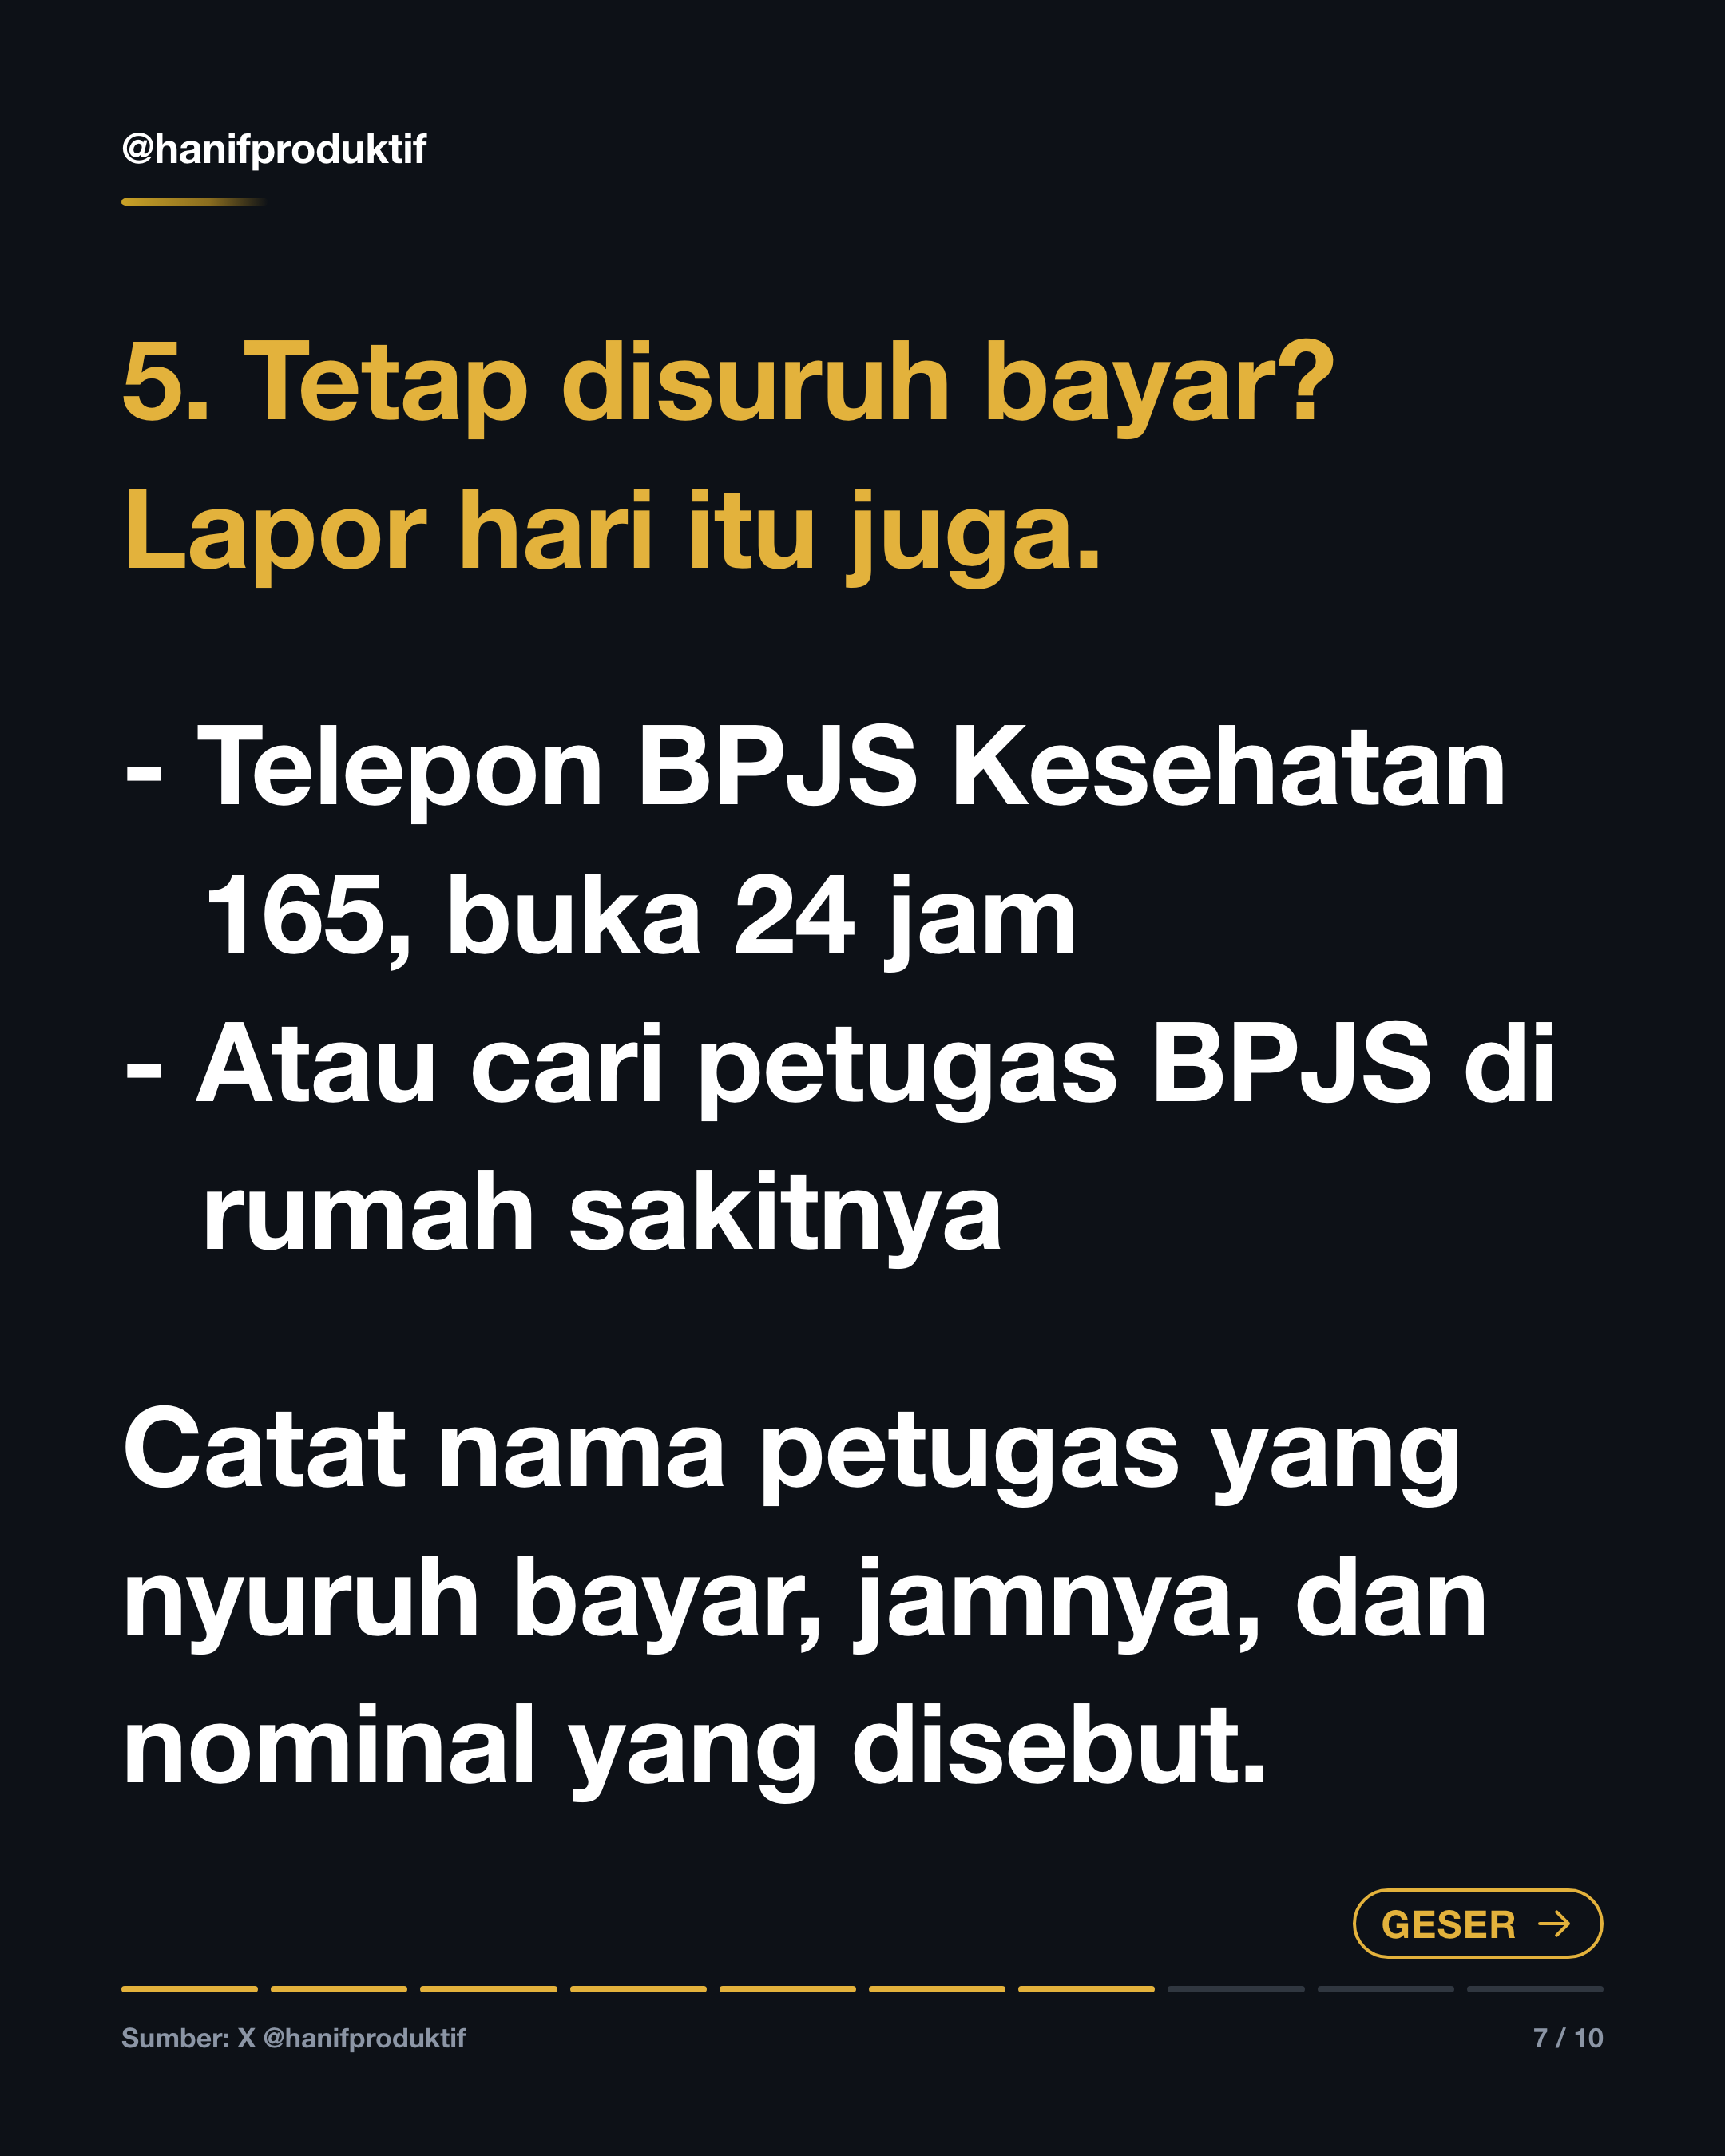 @hanifproduktif
5. Tetap disuruh bayar?
Lapor hari itu juga.
- Telepon BPJS Kesehatan
165, buka 24 jam
- Atau cari petugas BPJS di
rumah sakitnya
Catat nama petugas yang
nyuruh bayar, jamnya, dan
nominal yang disebut.
GESER →
Sumber: X @hanifproduktif
7 / 10